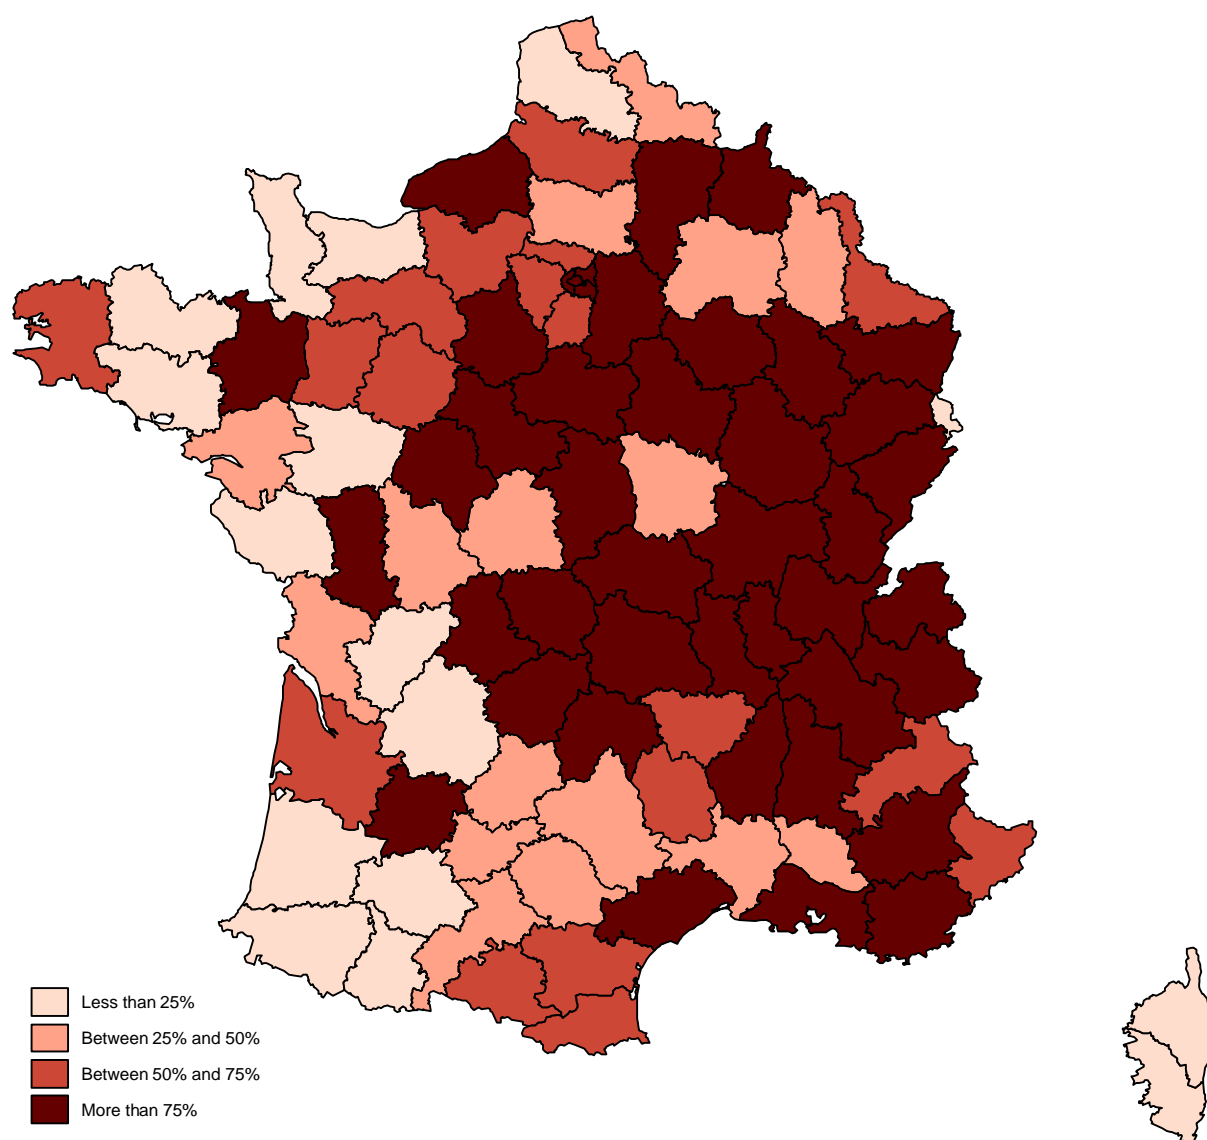 Less than 25%
Between 25% and 50%
Between 50% and 75%
More than 75%